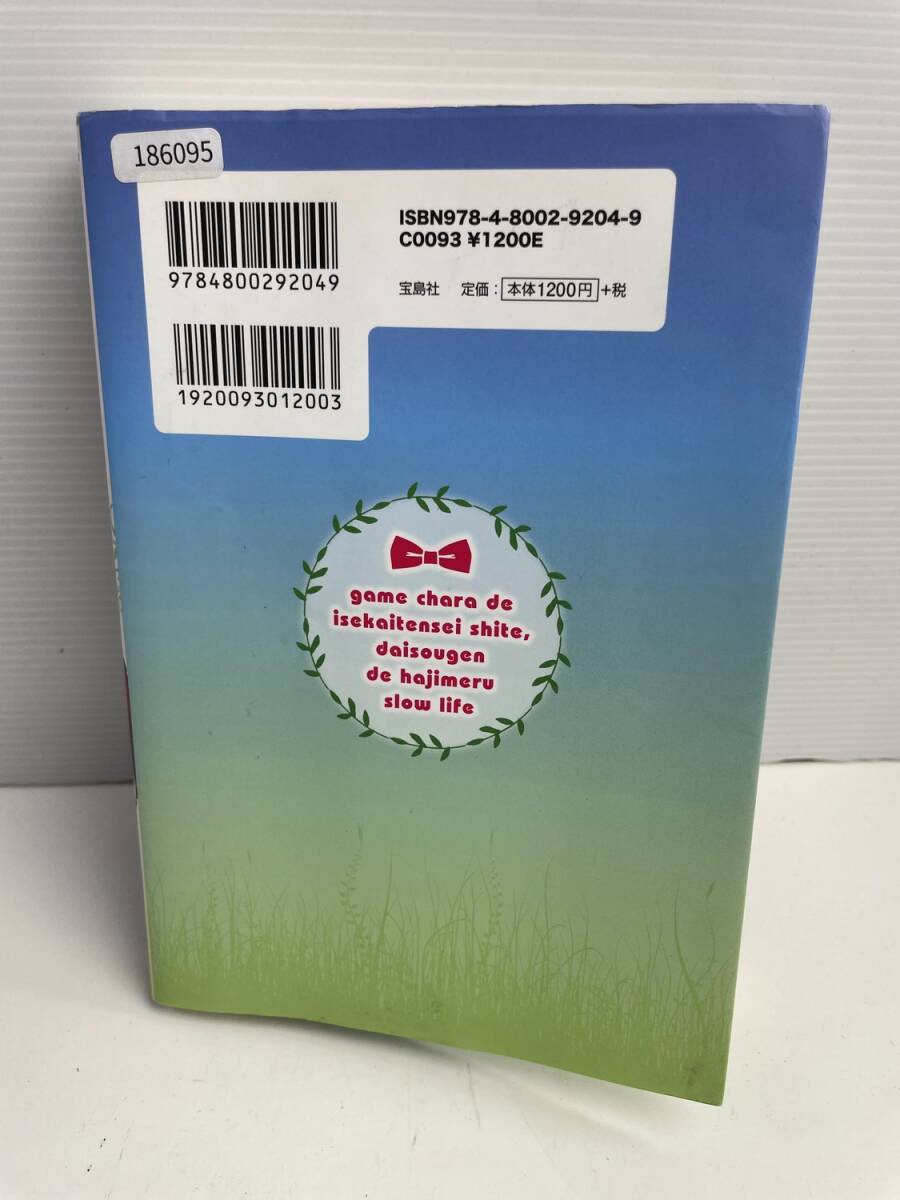 186095
ISBN978-4-8002-9204-9
C0093 ¥1200E
9784800292049
宝島社 定価：本体1200円+税
1920093012003
game chara de
isekaitensei shite,
daisougen
de hajimeru
slow life